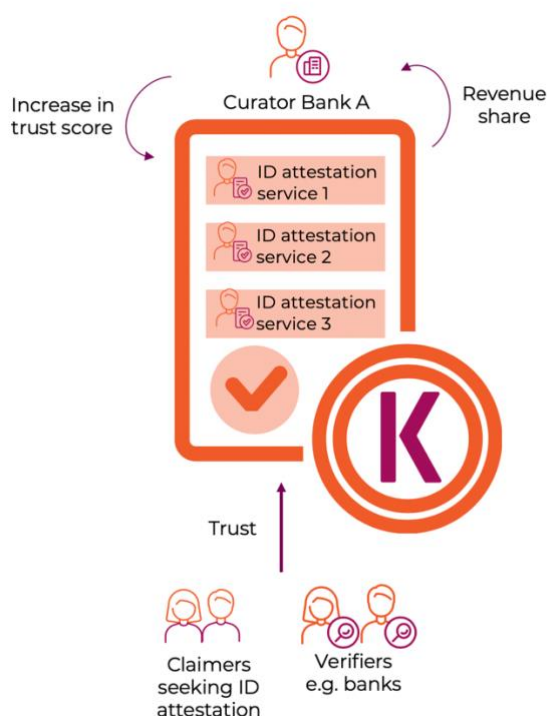 Curator Bank A
Increase in
trust score
Revenue
share
ID attestation
service 1
ID attestation
service 2
ID attestation
service 3
K
Trust
Claimers
seeking ID
attestation
Verifiers
e.g. banks